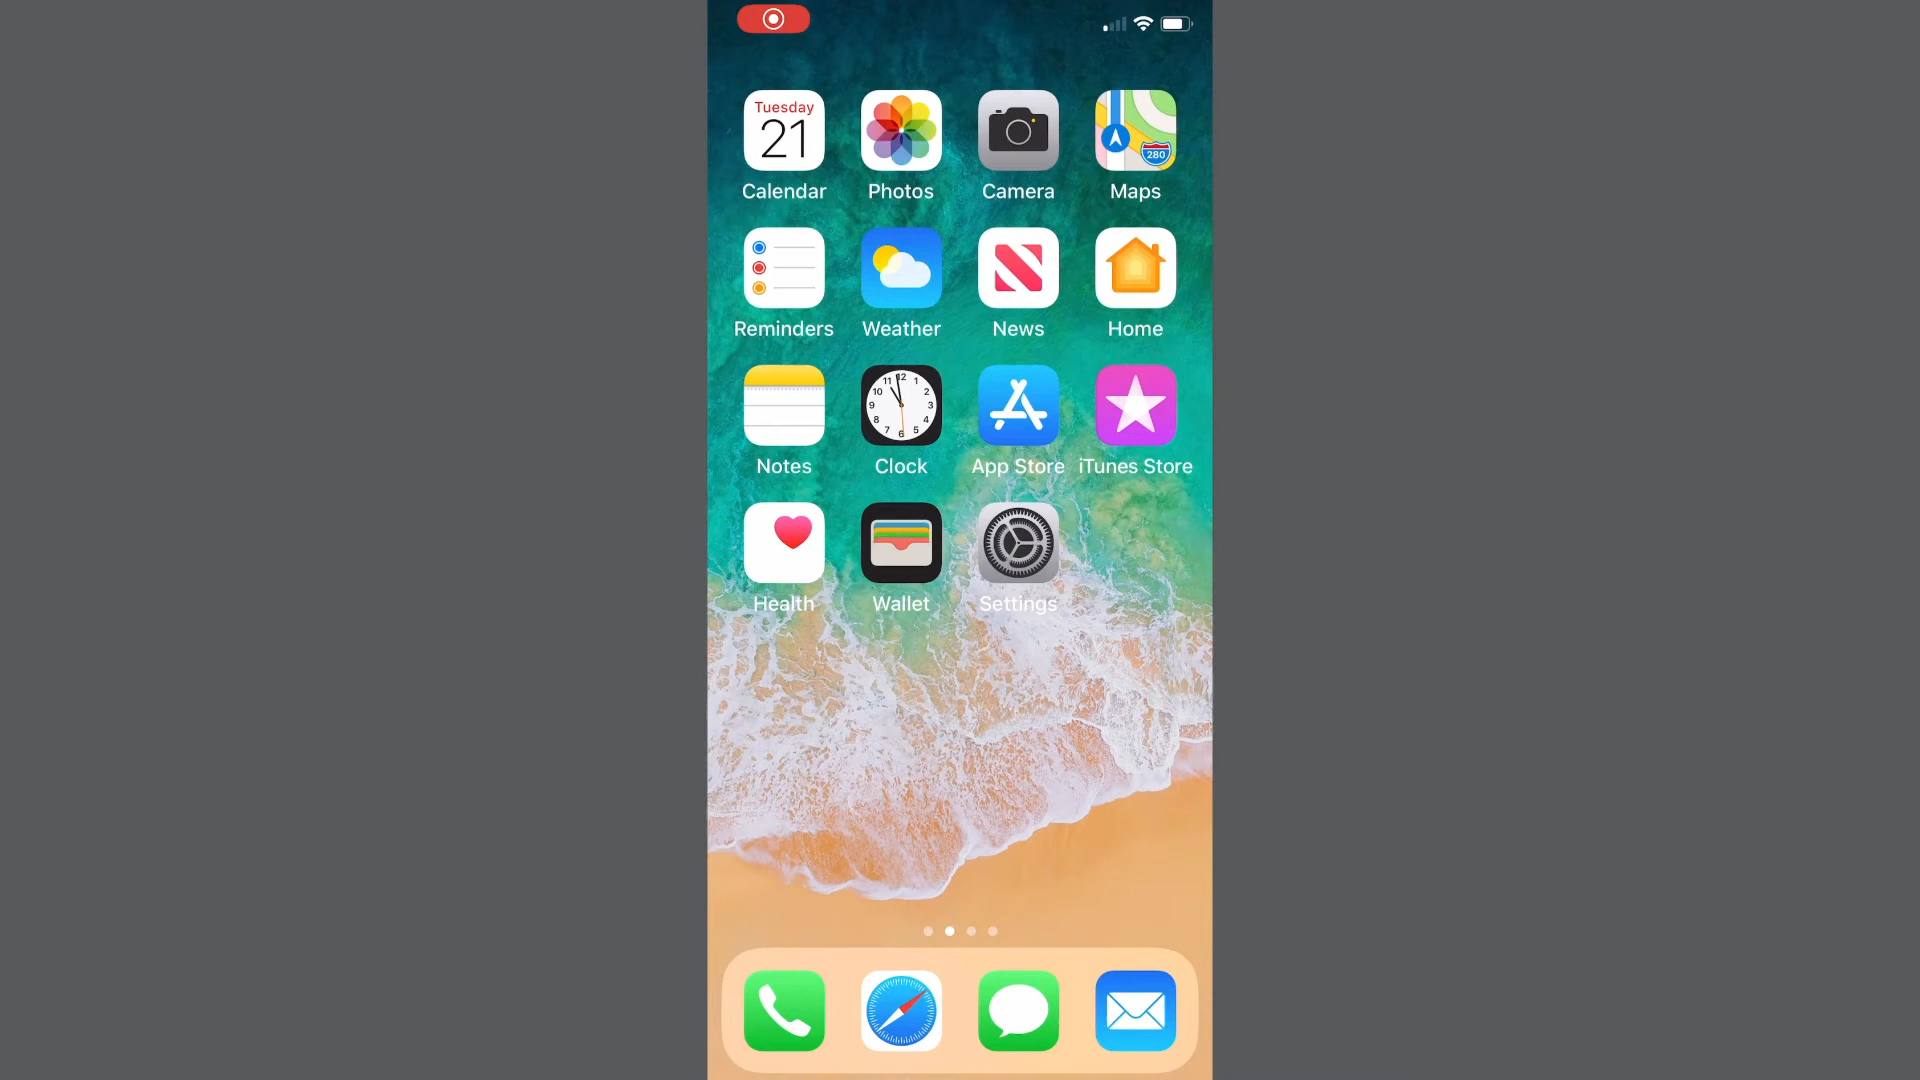 Tuesday
21
280
Calendar Photos Camera Maps
Reminders Weather News Home
11 12 1
10 2
9 3
8 4
7 6 5
Notes Clock App Store iTunes Store
Health Wallet Settings